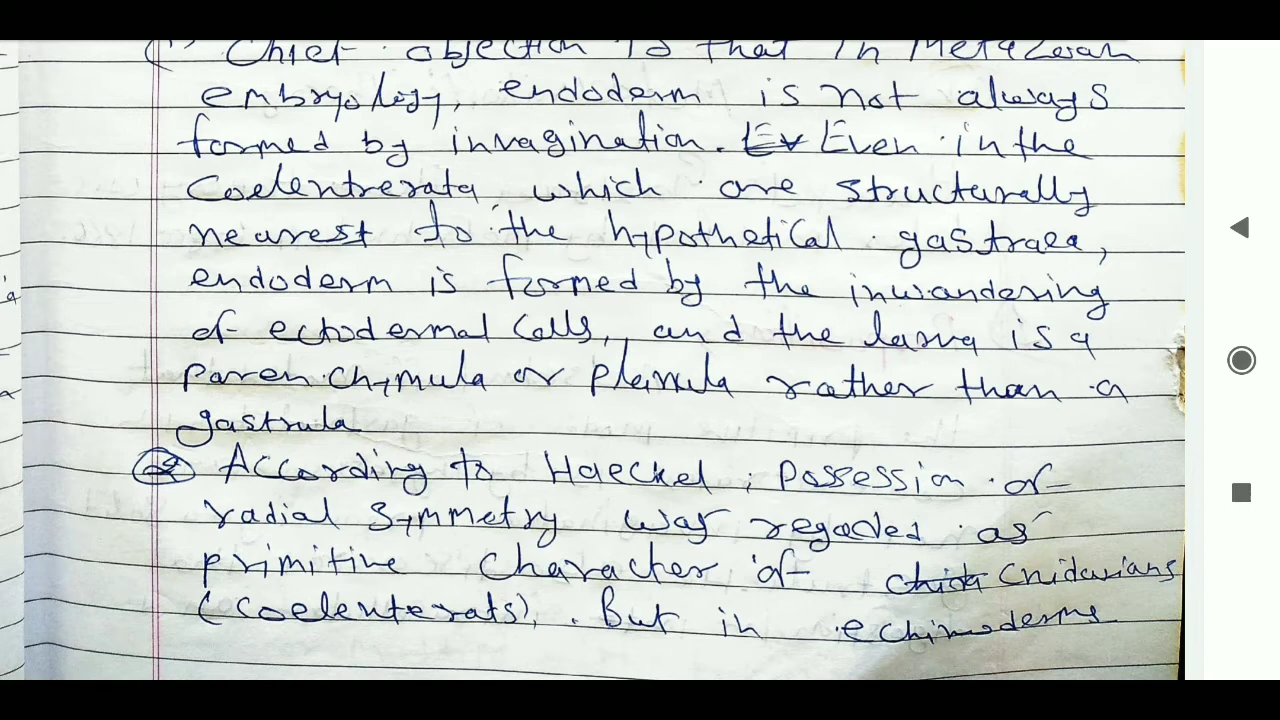 (1) Chief objection is that in Metazoan
embryology, endoderm is not always
formed by invagination. Ev Even in the
Coelentrerata, which are structurally
nearest to the hypothetical gastraea,
endoderm is formed by the inwandering
of ectodermal cells, and the larva is a
Parenchymula or Planula rather than a
gastrula
② According to Haeckel, Possession of
radial symmetry was regarded as
primitive character of Cnidarians
(coelenterats). But in echinoderms